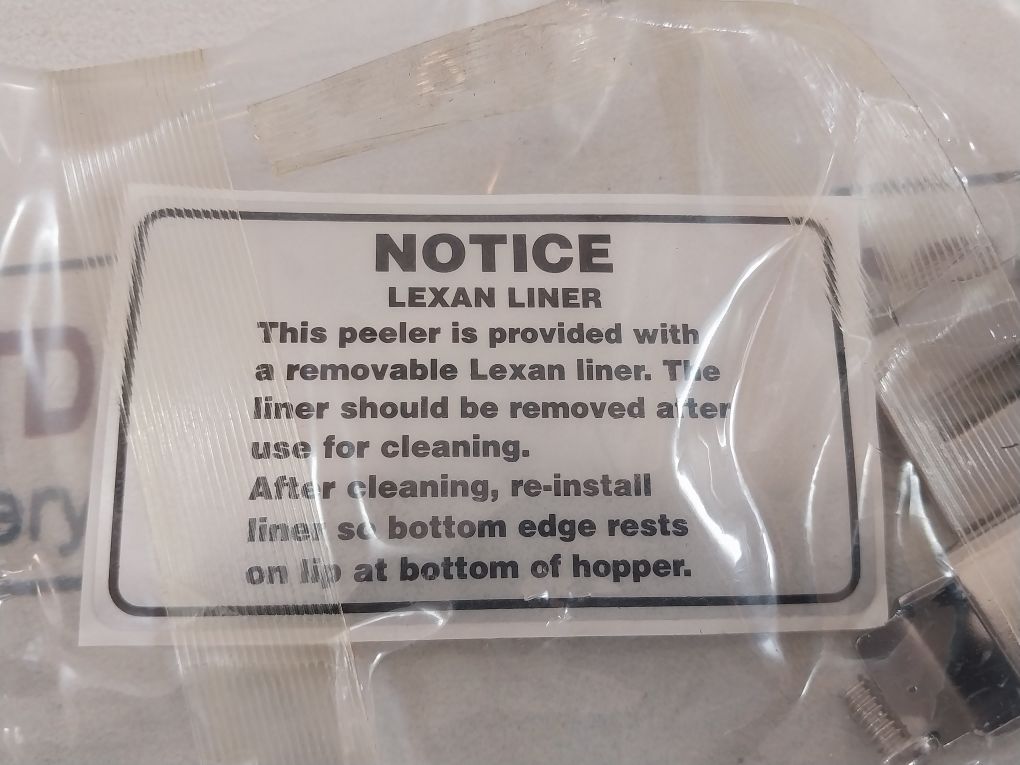 NOTICE
LEXAN LINER
This peeler is provided with
a removable Lexan liner. The
liner should be removed after
use for cleaning.
After cleaning, re-install
liner so bottom edge rests
on lip at bottom of hopper.